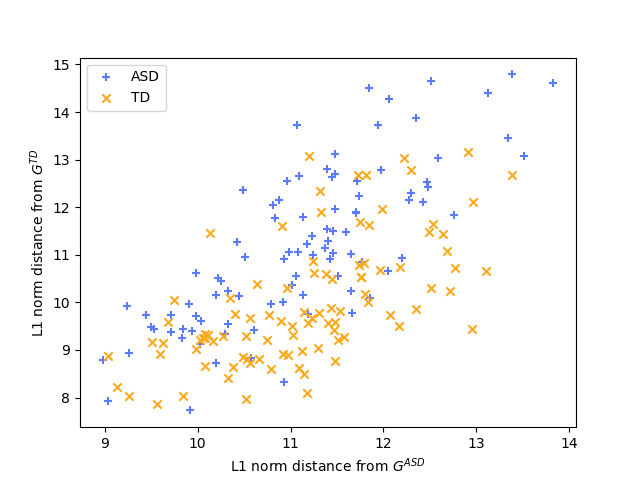 15
14
13
12
11
10
9
8
ASD
TD
L1 norm distance from G^{TD}
9 10 11 12 13 14
L1 norm distance from G^{ASD}